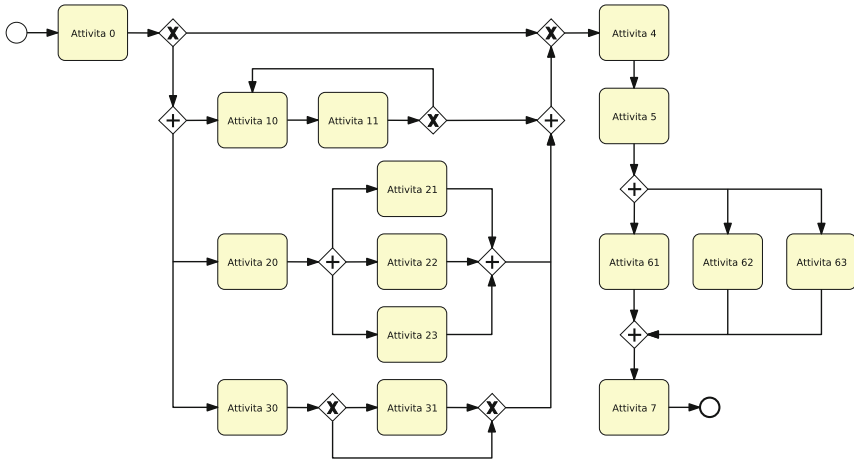 Attivita 0
Attivita 4
Attivita 5
Attivita 10
Attivita 11
Attivita 21
Attivita 20
Attivita 22
Attivita 23
Attivita 61
Attivita 62
Attivita 63
Attivita 30
Attivita 31
Attivita 7